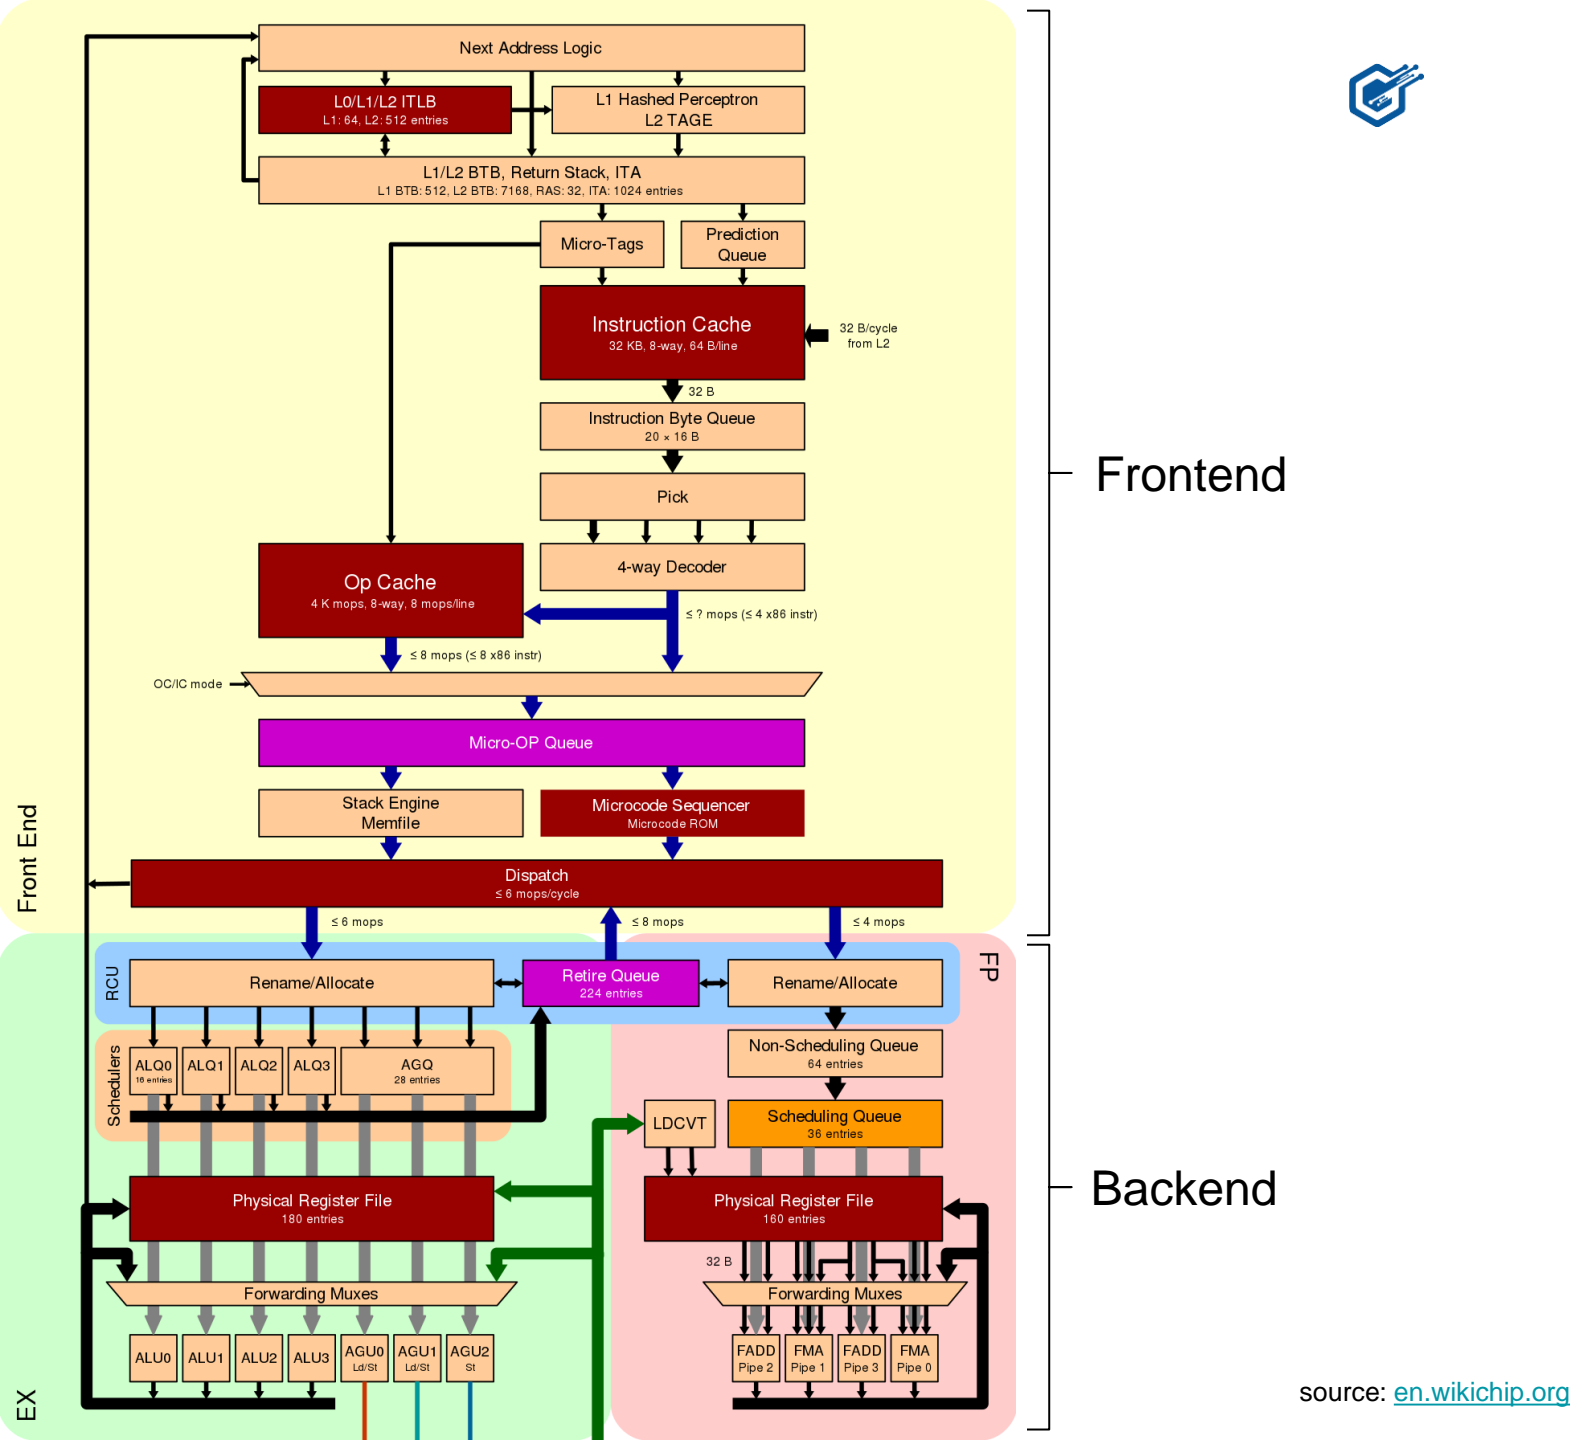 Next Address Logic
L0/L1/L2 ITLB
L1: 64, L2: 512 entries
L1 Hashed Perceptron
L2 TAGE
L1/L2 BTB, Return Stack, ITA
L1 BTB: 512, L2 BTB: 7168, RAS: 32, ITA: 1024 entries
Micro-Tags
Prediction
Queue
Instruction Cache
32 KB, 8-way, 64 B/line
32 B/cycle
from L2
32 B
Instruction Byte Queue
20 × 16 B
Pick
4-way Decoder
Op Cache
4 K mops, 8-way, 8 mops/line
≤ ? mops (≤ 4 x86 instr)
≤ 8 mops (≤ 8 x86 instr)
OC/IC mode
Micro-OP Queue
Stack Engine
Memfile
Microcode Sequencer
Microcode ROM
Front End
Dispatch
≤ 6 mops/cycle
≤ 6 mops
≤ 8 mops
≤ 4 mops
Frontend
RCU
Rename/Allocate
Retire Queue
224 entries
Rename/Allocate
FP
Schedulers
ALQ0
16 entries
ALQ1
ALQ2
ALQ3
AGQ
28 entries
Non-Scheduling Queue
64 entries
LDCVT
Scheduling Queue
36 entries
Physical Register File
180 entries
Physical Register File
160 entries
32 B
Forwarding Muxes
Forwarding Muxes
ALU0
ALU1
ALU2
ALU3
AGU0
Ld/St
AGU1
Ld/St
AGU2
St
FADD
Pipe 2
FMA
Pipe 1
FADD
Pipe 3
FMA
Pipe 0
EX
Backend
source: en.wikichip.org